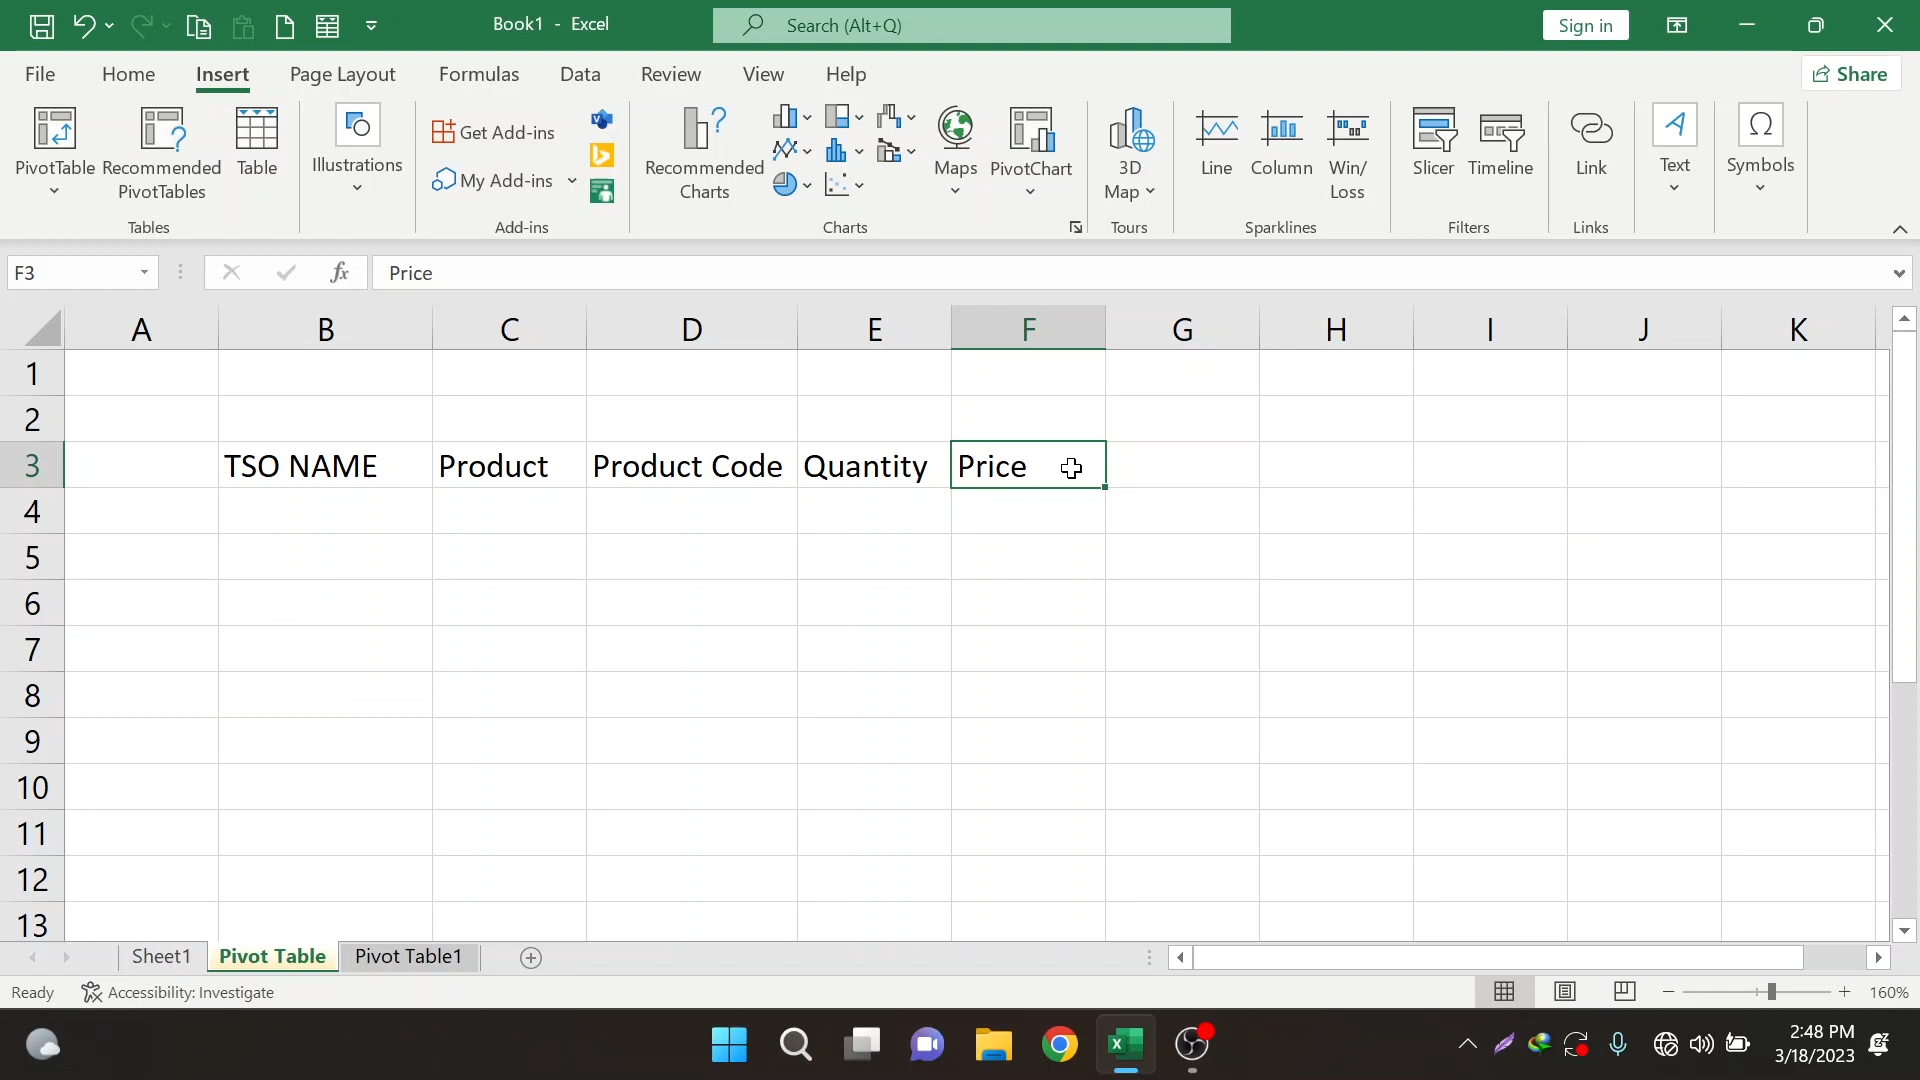 Book1 - Excel
Search (Alt+Q)
Sign in
File Home Insert Page Layout Formulas Data Review View Help
Share
PivotTable
Recommended
PivotTables
Table
Tables
Illustrations
Get Add-ins
My Add-ins
Add-ins
Recommended
Charts
Maps
PivotChart
Charts
3D
Map
Tours
Line
Column
Win/
Loss
Sparklines
Slicer
Timeline
Filters
Link
Links
Text
Symbols
F3
fx
Price
A B C D E F G H I J K
1
2
3 TSO NAME Product Product Code Quantity Price
4
5
6
7
8
9
10
11
12
13
Sheet1 Pivot Table Pivot Table1
Ready Accessibility: Investigate
160%
2:48 PM
3/18/2023